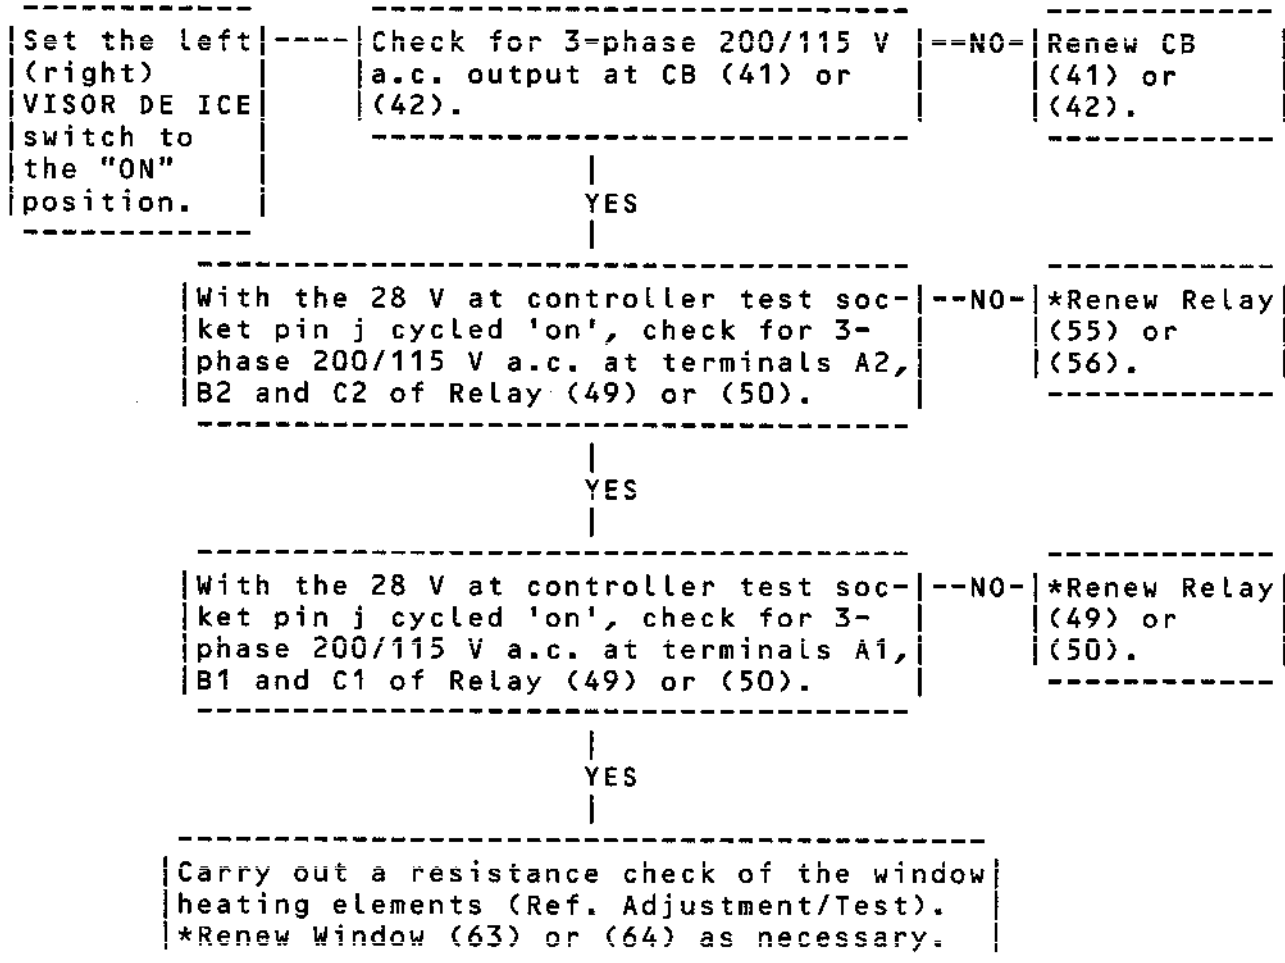 Set the left
(right)
VISOR DE ICE
switch to
the "ON"
position.
Check for 3-phase 200/115 V
a.c. output at CB (41) or
(42).
NO
Renew CB
(41) or
(42).
YES
With the 28 V at controller test soc-
ket pin j cycled 'on', check for 3-
phase 200/115 V a.c. at terminals A2,
B2 and C2 of Relay (49) or (50).
NO
*Renew Relay
(55) or
(56).
YES
With the 28 V at controller test soc-
ket pin j cycled 'on', check for 3-
phase 200/115 V a.c. at terminals A1,
B1 and C1 of Relay (49) or (50).
NO
*Renew Relay
(49) or
(50).
YES
Carry out a resistance check of the window
heating elements (Ref. Adjustment/Test).
*Renew Window (63) or (64) as necessary.